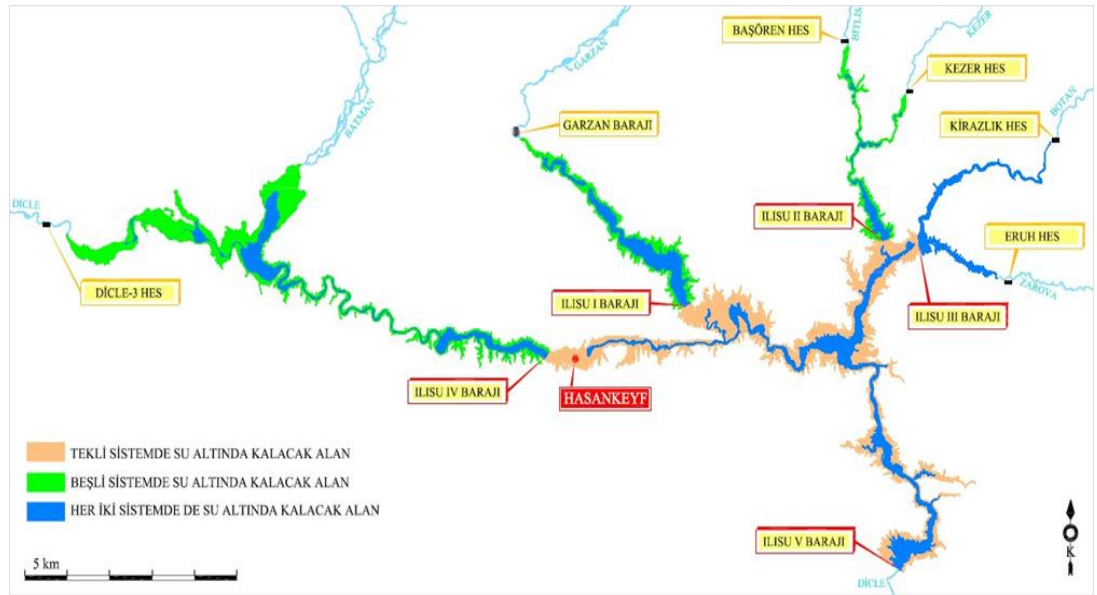 BİTLİS
KEZER
BAŞÖREN HES
GARZAN
KEZER HES
BOTAN
BATMAN
GARZAN BARAJI
KİRAZLIK HES
DİCLE
ILISU II BARAJI
ERUH HES
ZAROVA
DİCLE-3 HES
ILISU I BARAJI
ILISU III BARAJI
ILISU IV BARAJI
HASANKEYF
TEKLİ SİSTEMDE SU ALTINDA KALACAK ALAN
BEŞLİ SİSTEMDE SU ALTINDA KALACAK ALAN
HER İKİ SİSTEMDE DE SU ALTINDA KALACAK ALAN
ILISU V BARAJI
K
5 km
DİCLE